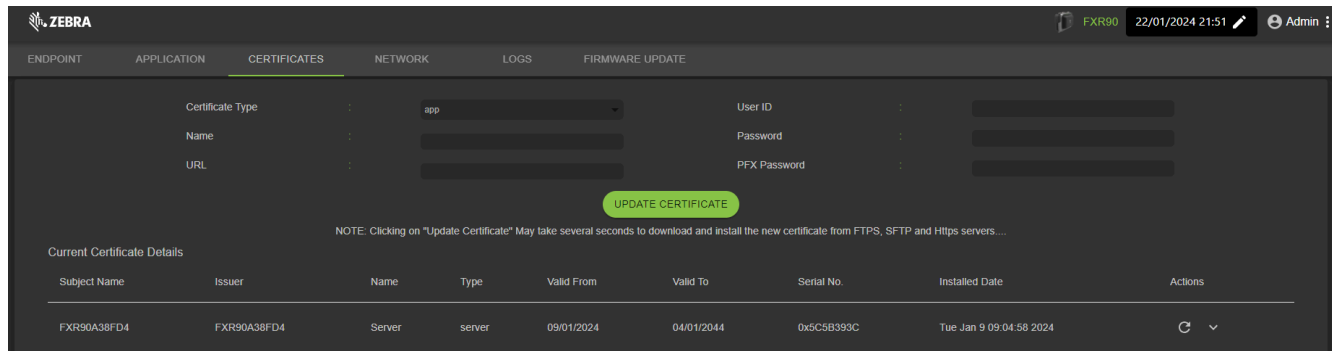 ZEBRA FXR90 22/01/2024 21:51 Admin
ENDPOINT APPLICATION CERTIFICATES NETWORK LOGS FIRMWARE UPDATE
Certificate Type : app User ID :
Name : Password :
URL : PFX Password :
UPDATE CERTIFICATE
NOTE: Clicking on "Update Certificate" May take several seconds to download and install the new certificate from FTPS, SFTP and Https servers....
Current Certificate Details
Subject Name Issuer Name Type Valid From Valid To Serial No. Installed Date Actions
FXR90A38FD4 FXR90A38FD4 Server server 09/01/2024 04/01/2044 0x5C5B393C Tue Jan 9 09:04:58 2024